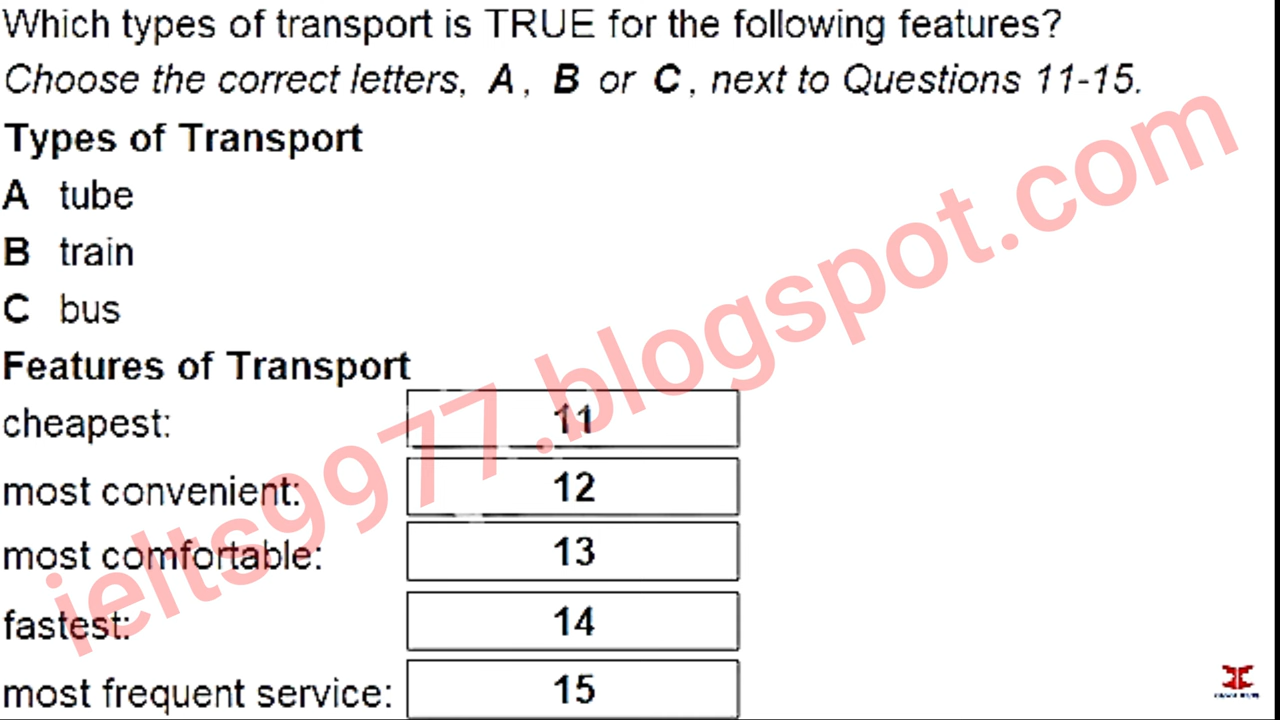 Which types of transport is TRUE for the following features?
Choose the correct letters, A, B or C, next to Questions 11-15.
Types of Transport
A tube
B train
C bus
Features of Transport
cheapest: 11
most convenient: 12
most comfortable: 13
fastest: 14
most frequent service: 15
ielts9977.blogspot.com